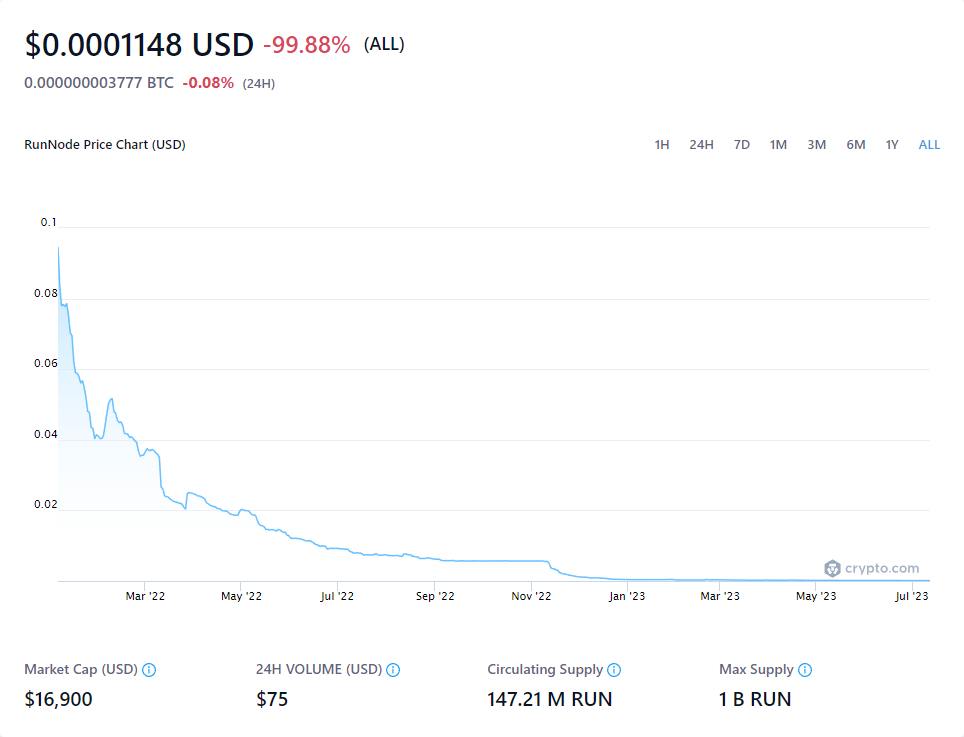 $0.0001148 USD -99.88% (ALL)
0.000000003777 BTC -0.08% (24H)
RunNode Price Chart (USD) 1H 24H 7D 1M 3M 6M 1Y ALL
0.1
0.08
0.06
0.04
0.02
crypto.com
Mar '22 May '22 Jul '22 Sep '22 Nov '22 Jan '23 Mar '23 May '23 Jul '23
Market Cap (USD) 24H VOLUME (USD) Circulating Supply Max Supply
$16,900 $75 147.21 M RUN 1 B RUN